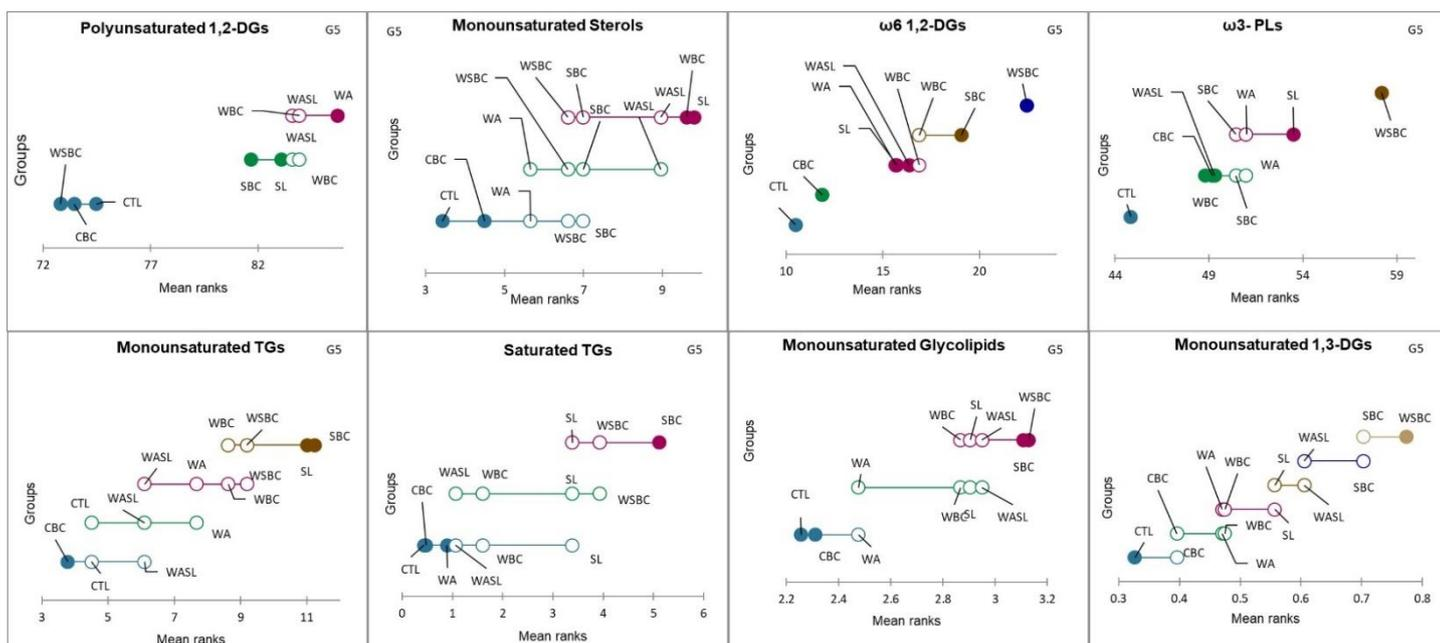 Polyunsaturated 1,2-DGs G5
WBC WASL WA
WASL
WSBC
SBC SL WBC
CTL
CBC
Groups
72 77 82
Mean ranks
G5 Monounsaturated Sterols
WBC
WSBC SBC
WSBC WASL SL
SBC WASL
WA
CBC
CTL WA
WSBC SBC
Groups
3 5 7 9
Mean ranks
ω6 1,2-DGs G5
WASL WSBC
WBC WBC
WA SBC
SL
CBC
CTL
Groups
10 15 20
Mean ranks
ω3- PLs G5
WASL SBC WA SL
WSBC
CBC
WA
CTL WBC SBC
Groups
44 49 54 59
Mean ranks
Monounsaturated TGs G5
WBC WSBC
SBC
WASL WA SL
WSBC
WBC
CTL WASL
WA
CBC
CTL WASL
Groups
3 5 7 9 11
Mean ranks
Saturated TGs G5
SL WSBC SBC
WASL WBC SL
CBC WSBC
CTL WA WASL WBC SL
Groups
0 1 2 3 4 5 6
Mean ranks
Monounsaturated Glycolipids G5
WBC SL WASL WSBC
SBC
WA
CTL WBC SL WASL
CBC WA
Groups
2.2 2.4 2.6 2.8 3 3.2
Mean ranks
Monounsaturated 1,3-DGs G5
SBC WSBC
WASL
WA WBC SL
SBC
CBC WASL
CTL WBC SL
CBC WA
Groups
0.3 0.4 0.5 0.6 0.7 0.8
Mean ranks